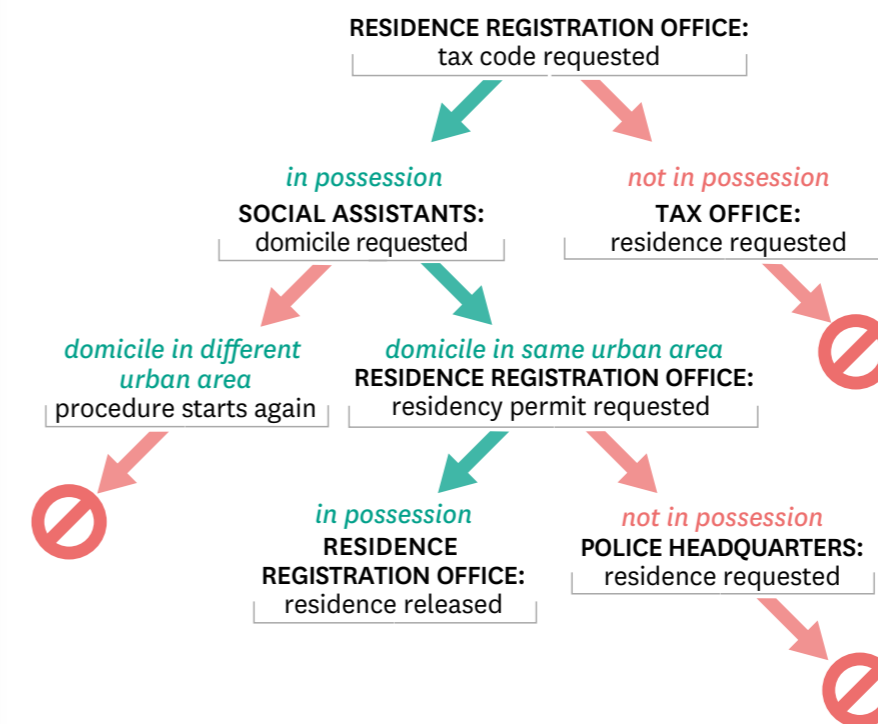 RESIDENCE REGISTRATION OFFICE:
tax code requested
in possession
SOCIAL ASSISTANTS:
domicile requested
not in possession
TAX OFFICE:
residence requested
domicile in different
urban area
procedure starts again
domicile in same urban area
RESIDENCE REGISTRATION OFFICE:
residency permit requested
in possession
RESIDENCE
REGISTRATION OFFICE:
residence released
not in possession
POLICE HEADQUARTERS:
residence requested